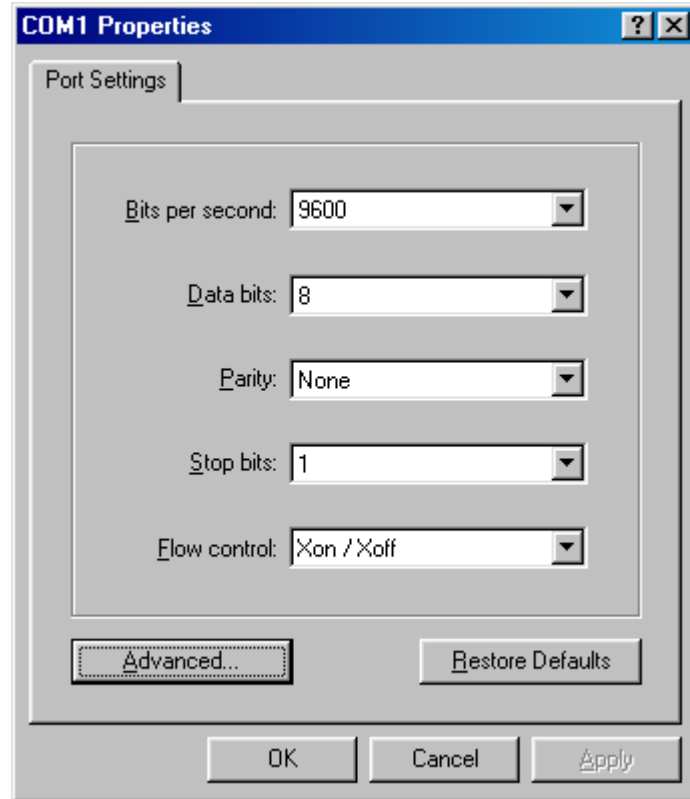 COM1 Properties
Port Settings
Bits per second: 9600
Data bits: 8
Parity: None
Stop bits: 1
Flow control: Xon / Xoff
Advanced... Restore Defaults
OK Cancel Apply